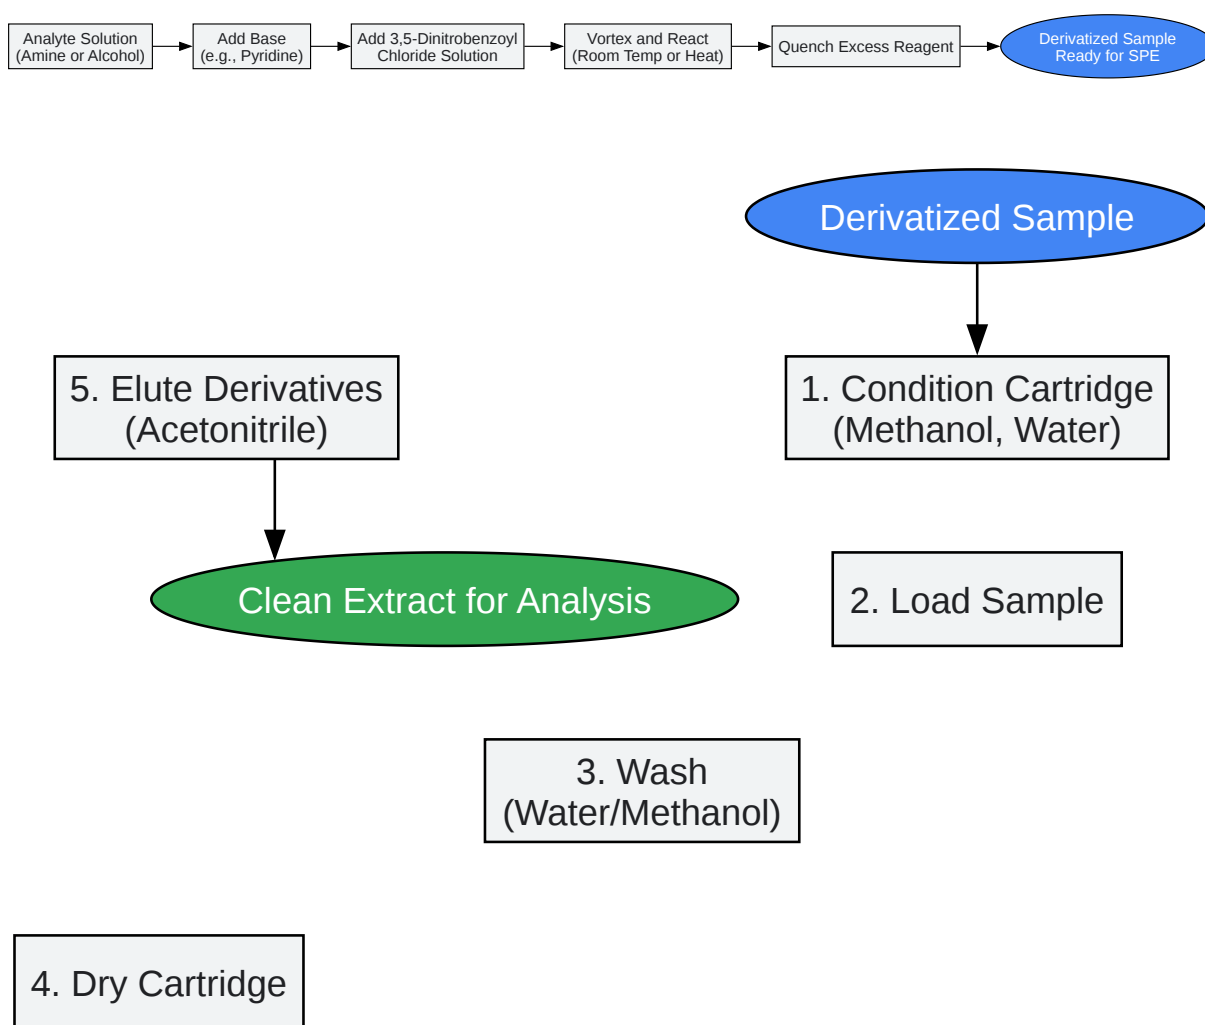 Analyte Solution
(Amine or Alcohol)
Add Base
(e.g., Pyridine)
Add 3,5-Dinitrobenzoyl
Chloride Solution
Vortex and React
(Room Temp or Heat)
Quench Excess Reagent
Derivatized Sample
Ready for SPE
Derivatized Sample
5. Elute Derivatives
(Acetonitrile)
1. Condition Cartridge
(Methanol, Water)
Clean Extract for Analysis
2. Load Sample
3. Wash
(Water/Methanol)
4. Dry Cartridge